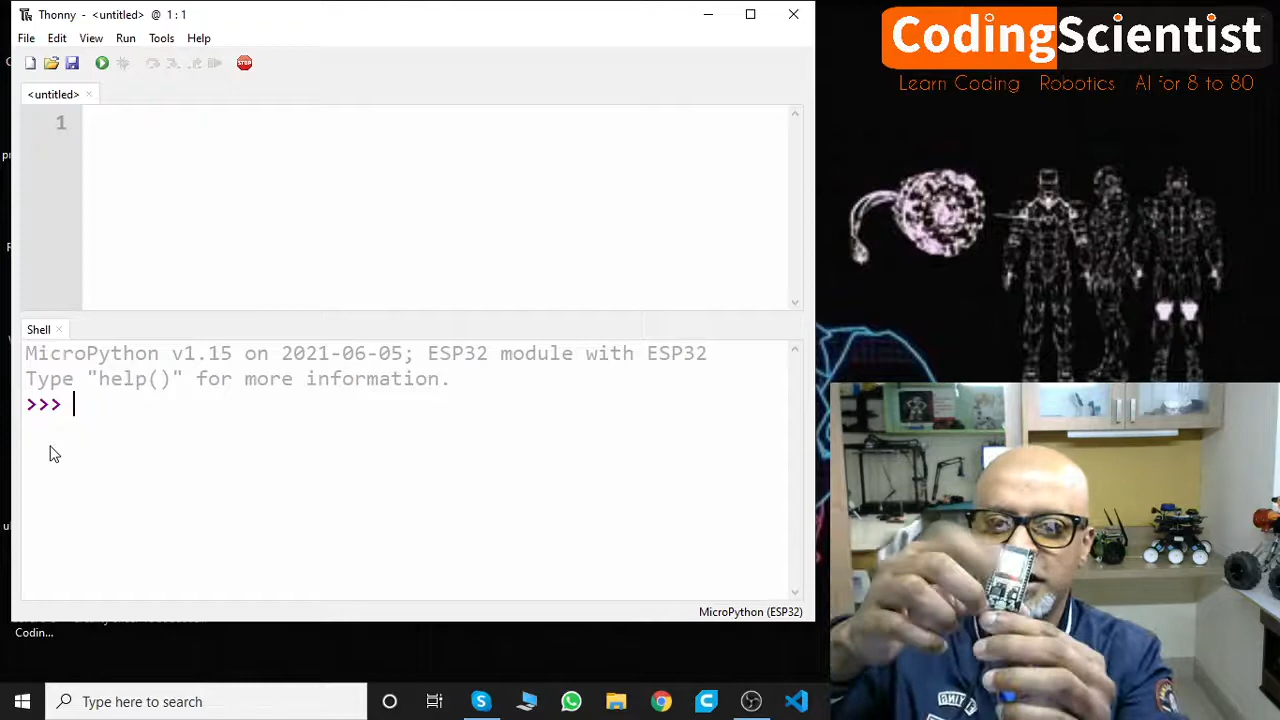 Thonny - <untitled> @ 1 : 1
File Edit View Run Tools Help
STOP
<untitled> ×
1
Shell ×
MicroPython v1.15 on 2021-06-05; ESP32 module with ESP32
Type "help()" for more information.
>>>
MicroPython (ESP32)
Codin...
Type here to search
CodingScientist
Learn Coding Robotics AI for 8 to 80